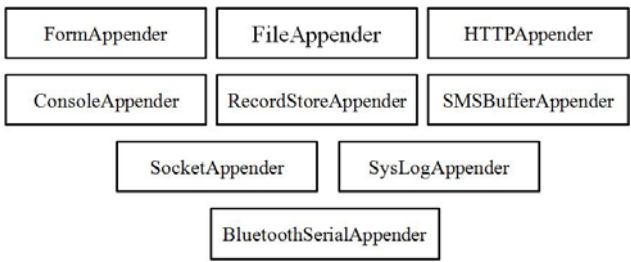 FormAppender
FileAppender
HTTPAppender
ConsoleAppender
RecordStoreAppender
SMSBufferAppender
SocketAppender
SysLogAppender
BluetoothSerialAppender